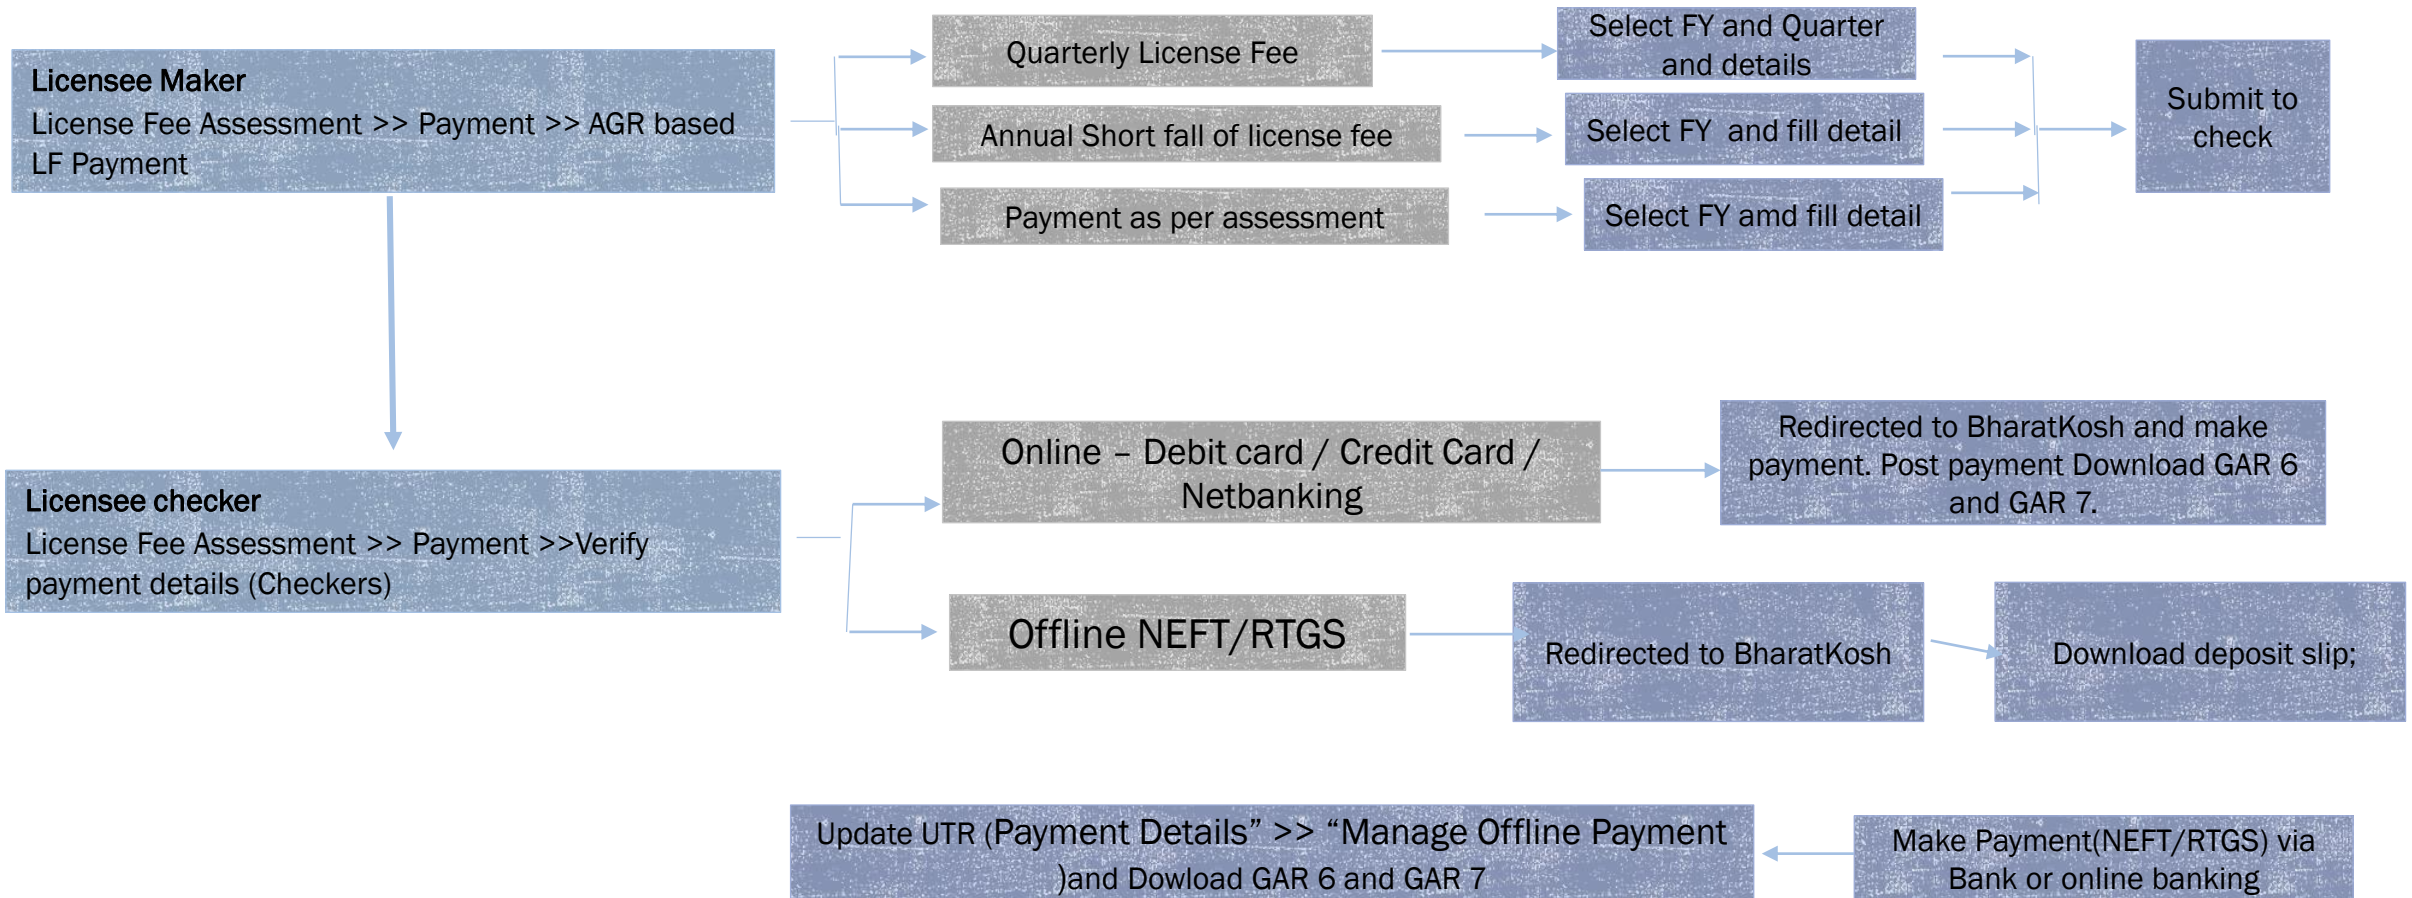 Licensee Maker
License Fee Assessment >> Payment >> AGR based
LF Payment
Quarterly License Fee
Select FY and Quarter
and details
Annual Short fall of license fee
Select FY  and fill detail
Payment as per assessment
Select FY amd fill detail
Submit to
check
Licensee checker
License Fee Assessment >> Payment >>Verify
payment details (Checkers)
Online – Debit card / Credit Card /
Netbanking
Redirected to BharatKosh and make
payment. Post payment Download GAR 6
and GAR 7.
Offline NEFT/RTGS
Redirected to BharatKosh
Download deposit slip;
Make Payment(NEFT/RTGS) via
Bank or online banking
Update UTR (Payment Details” >> “Manage Offline Payment
)and Dowload GAR 6 and GAR 7